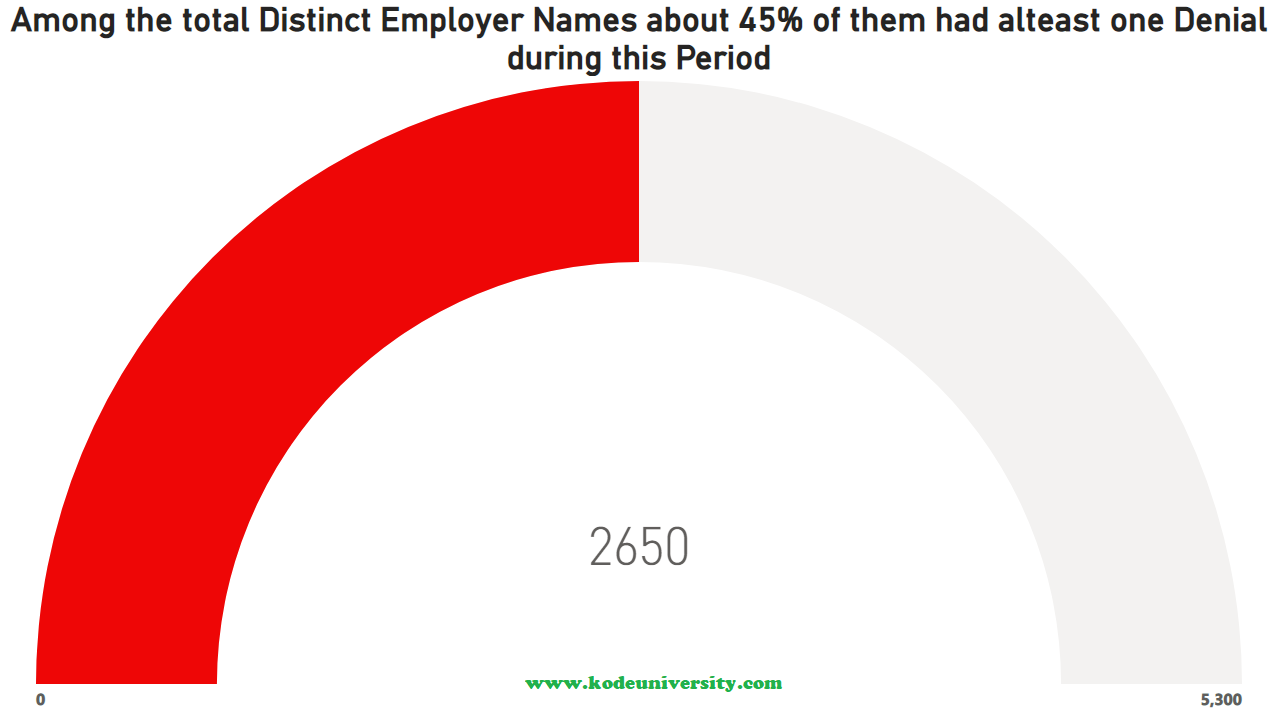 Among the total Distinct Employer Names about 45% of them had alteast one Denial
during this Period
2650
www.kodeuniversity.com
0
5,300